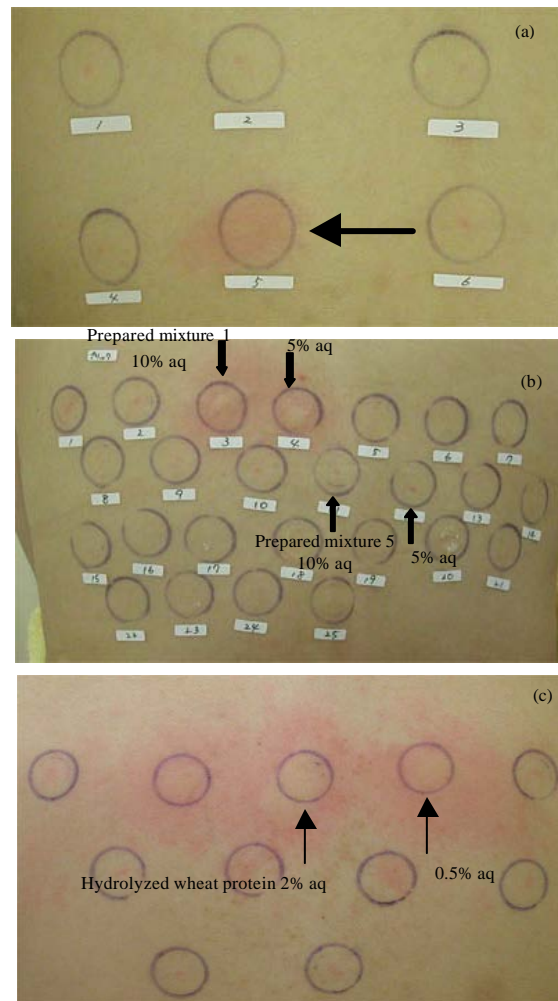 (a)
1
2
3
4
5
6
Prepared mixture 1
10% aq
5% aq
(b)
1
2
3
4
5
6
7
8
9
10
13
14
Prepared mixture 5
10% aq
5% aq
15
16
17
18
19
20
21
22
23
24
25
(c)
Hydrolyzed wheat protein 2% aq
0.5% aq